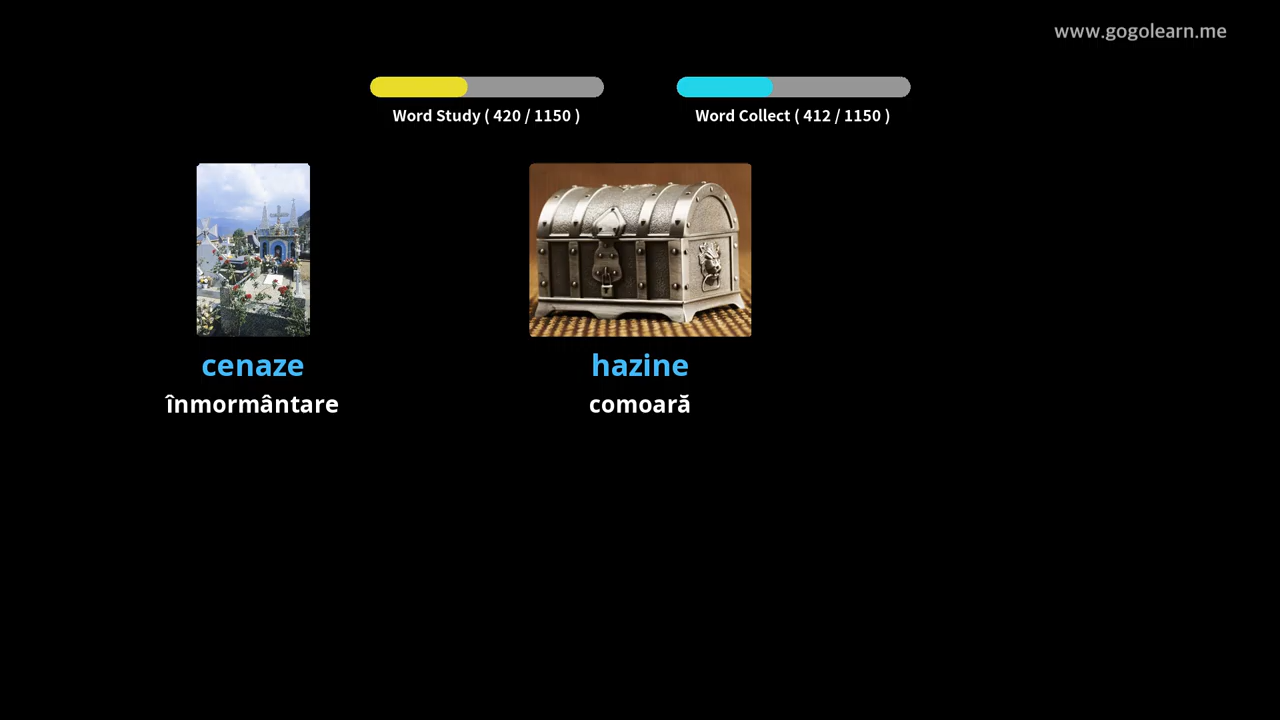 www.gogolearn.me
Word Study ( 420 / 1150 )
Word Collect ( 412 / 1150 )
cenaze
înmormântare
hazine
comoară